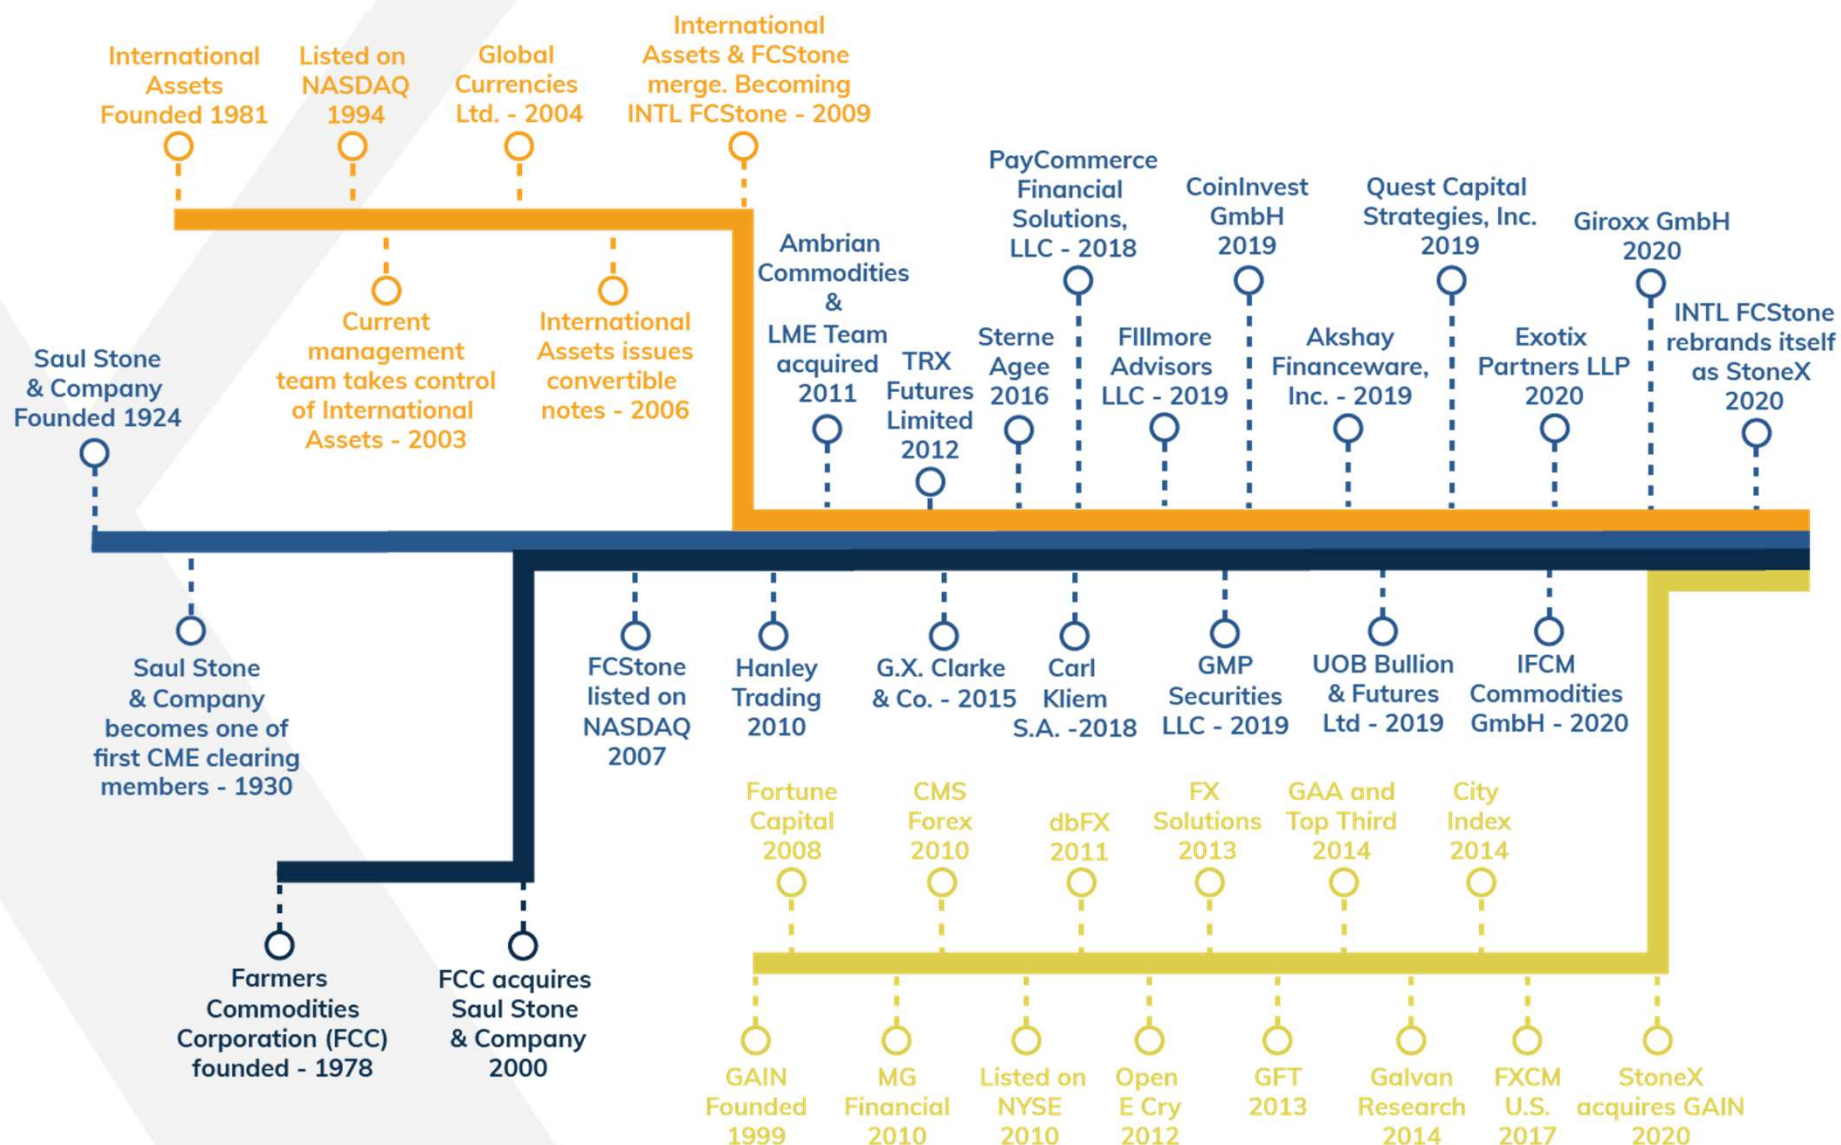 International
Assets
Founded 1981
Listed on
NASDAQ
1994
Global
Currencies
Ltd. - 2004
International
Assets & FCStone
merge. Becoming
INTL FCStone - 2009
Current
management
team takes control
of International
Assets - 2003
International
Assets issues
convertible
notes - 2006
Saul Stone
& Company
Founded 1924
Ambrian
Commodities
&
LME Team
acquired
2011
TRX
Futures
Limited
2012
Sterne
Agee
2016
PayCommerce
Financial
Solutions,
LLC - 2018
FIllmore
Advisors
LLC - 2019
CoinInvest
GmbH
2019
Akshay
Financeware,
Inc. - 2019
Quest Capital
Strategies, Inc.
2019
Exotix
Partners LLP
2020
Giroxx GmbH
2020
INTL FCStone
rebrands itself
as StoneX
2020
Saul Stone
& Company
becomes one of
first CME clearing
members - 1930
FCStone
listed on
NASDAQ
2007
Hanley
Trading
2010
G.X. Clarke
& Co. - 2015
Carl
Kliem
S.A. -2018
GMP
Securities
LLC - 2019
UOB Bullion
& Futures
Ltd - 2019
IFCM
Commodities
GmbH - 2020
Farmers
Commodities
Corporation (FCC)
founded - 1978
FCC acquires
Saul Stone
& Company
2000
Fortune
Capital
2008
CMS
Forex
2010
dbFX
2011
FX
Solutions
2013
GAA and
Top Third
2014
City
Index
2014
GAIN
Founded
1999
MG
Financial
2010
Listed on
NYSE
2010
Open
E Cry
2012
GFT
2013
Galvan
Research
2014
FXCM
U.S.
2017
StoneX
acquires GAIN
2020